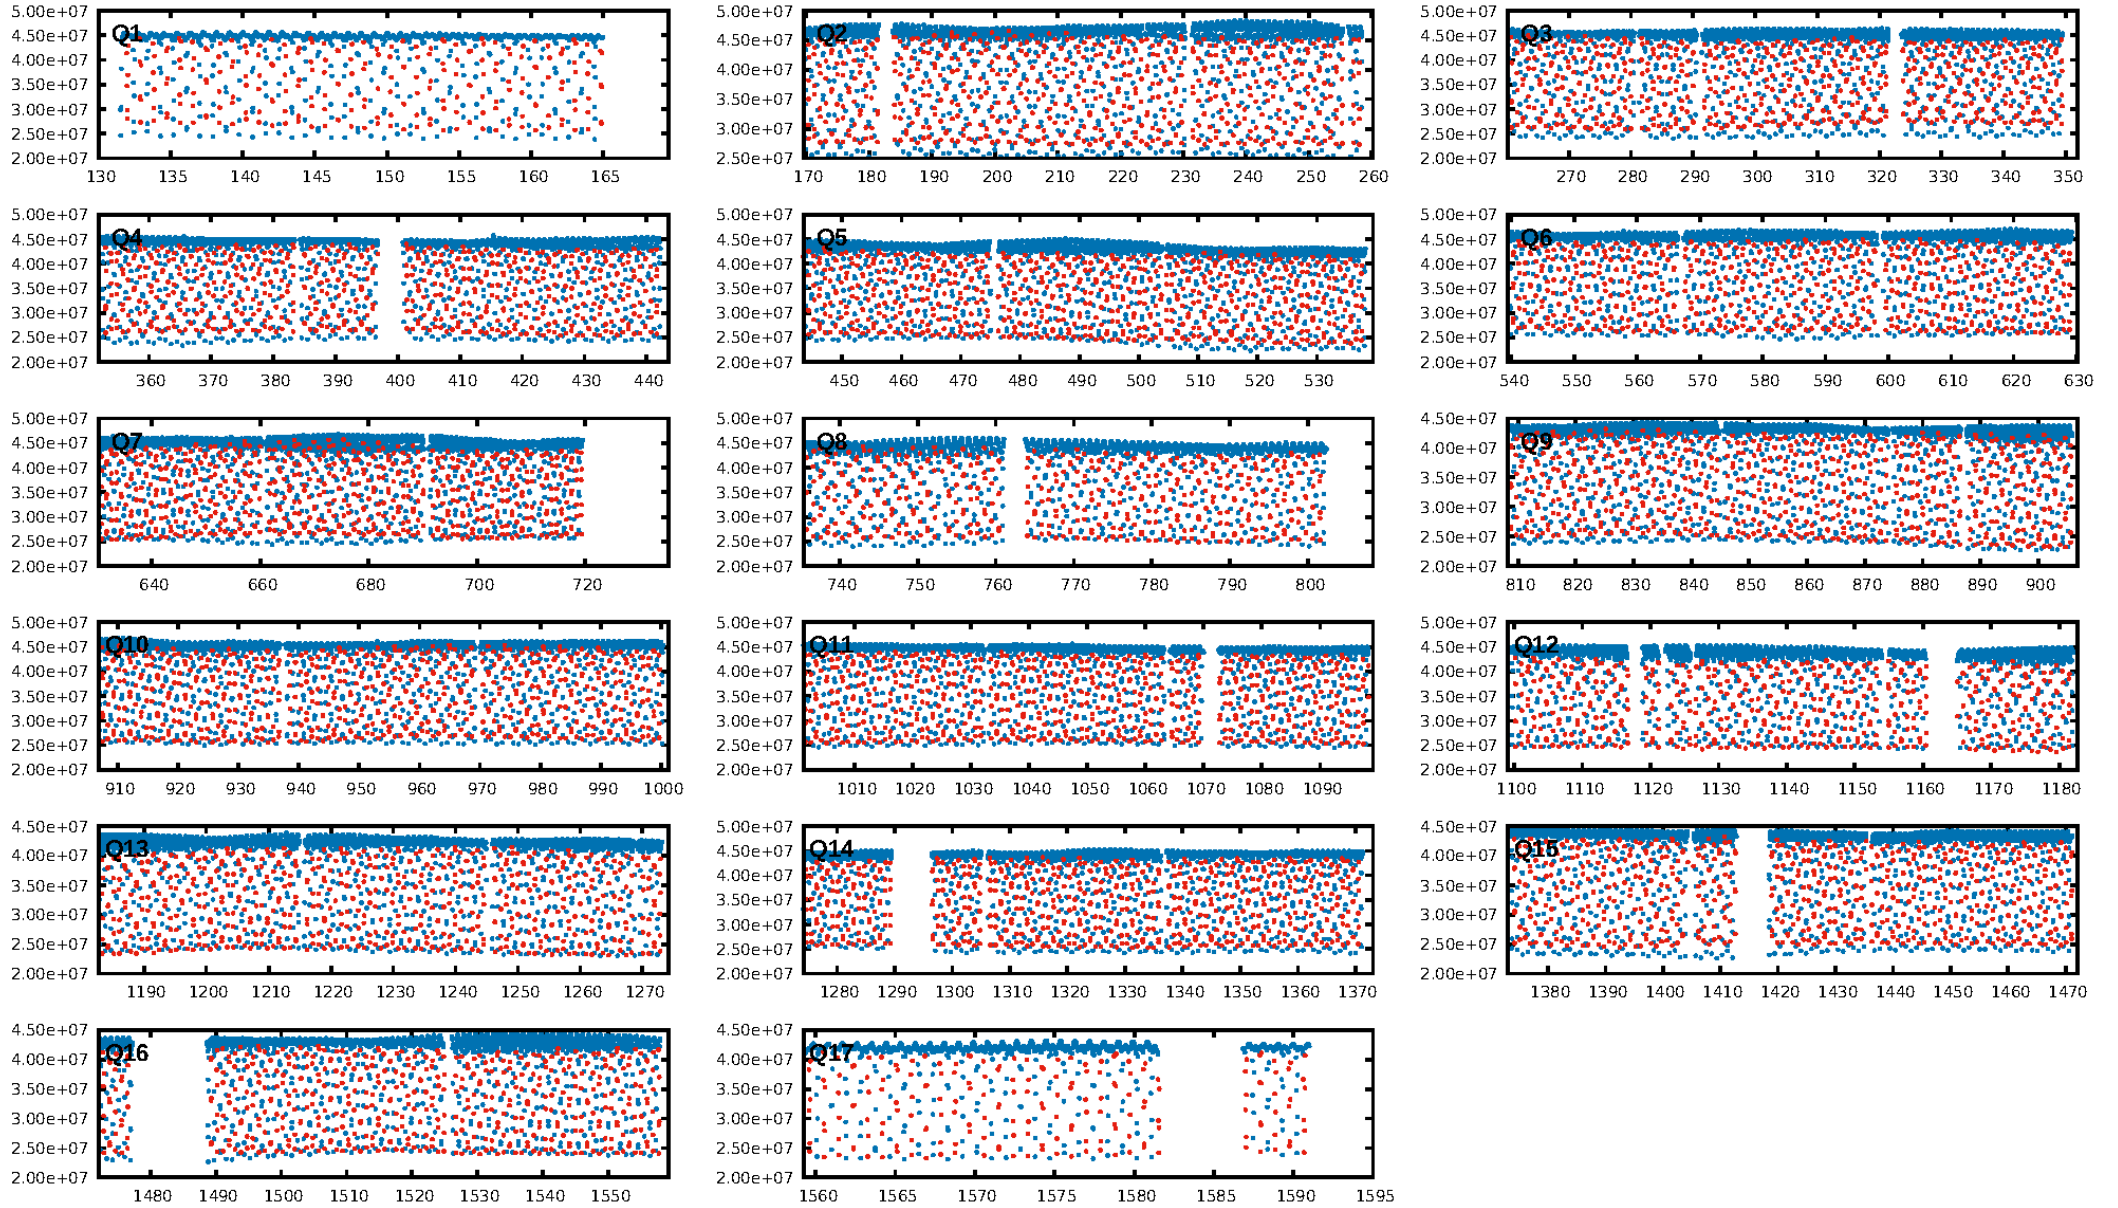 5.00e+07 4.50e+07 4.00e+07 3.50e+07 3.00e+07 2.50e+07 2.00e+07
Q1
130 135 140 145 150 155 160 165
5.00e+07 4.50e+07 4.00e+07 3.50e+07 3.00e+07 2.50e+07
Q2
170 180 190 200 210 220 230 240 250 260
5.00e+07 4.50e+07 4.00e+07 3.50e+07 3.00e+07 2.50e+07 2.00e+07
Q3
270 280 290 300 310 320 330 340 350
5.00e+07 4.50e+07 4.00e+07 3.50e+07 3.00e+07 2.50e+07 2.00e+07
Q4
360 370 380 390 400 410 420 430 440
5.00e+07 4.50e+07 4.00e+07 3.50e+07 3.00e+07 2.50e+07 2.00e+07
Q5
450 460 470 480 490 500 510 520 530
5.00e+07 4.50e+07 4.00e+07 3.50e+07 3.00e+07 2.50e+07 2.00e+07
Q6
540 550 560 570 580 590 600 610 620 630
5.00e+07 4.50e+07 4.00e+07 3.50e+07 3.00e+07 2.50e+07 2.00e+07
Q7
640 660 680 700 720
5.00e+07 4.50e+07 4.00e+07 3.50e+07 3.00e+07 2.50e+07 2.00e+07
Q8
740 750 760 770 780 790 800
4.50e+07 4.00e+07 3.50e+07 3.00e+07 2.50e+07 2.00e+07
Q9
810 820 830 840 850 860 870 880 890 900
5.00e+07 4.50e+07 4.00e+07 3.50e+07 3.00e+07 2.50e+07 2.00e+07
Q10
910 920 930 940 950 960 970 980 990 1000
5.00e+07 4.50e+07 4.00e+07 3.50e+07 3.00e+07 2.50e+07 2.00e+07
Q11
1010 1020 1030 1040 1050 1060 1070 1080 1090
5.00e+07 4.50e+07 4.00e+07 3.50e+07 3.00e+07 2.50e+07 2.00e+07
Q12
1100 1110 1120 1130 1140 1150 1160 1170 1180
4.50e+07 4.00e+07 3.50e+07 3.00e+07 2.50e+07 2.00e+07
Q13
1190 1200 1210 1220 1230 1240 1250 1260 1270
5.00e+07 4.50e+07 4.00e+07 3.50e+07 3.00e+07 2.50e+07 2.00e+07
Q14
1280 1290 1300 1310 1320 1330 1340 1350 1360 1370
4.50e+07 4.00e+07 3.50e+07 3.00e+07 2.50e+07 2.00e+07
Q15
1380 1390 1400 1410 1420 1430 1440 1450 1460 1470
4.50e+07 4.00e+07 3.50e+07 3.00e+07 2.50e+07 2.00e+07
Q16
1480 1490 1500 1510 1520 1530 1540 1550
4.50e+07 4.00e+07 3.50e+07 3.00e+07 2.50e+07 2.00e+07
Q17
1560 1565 1570 1575 1580 1585 1590 1595